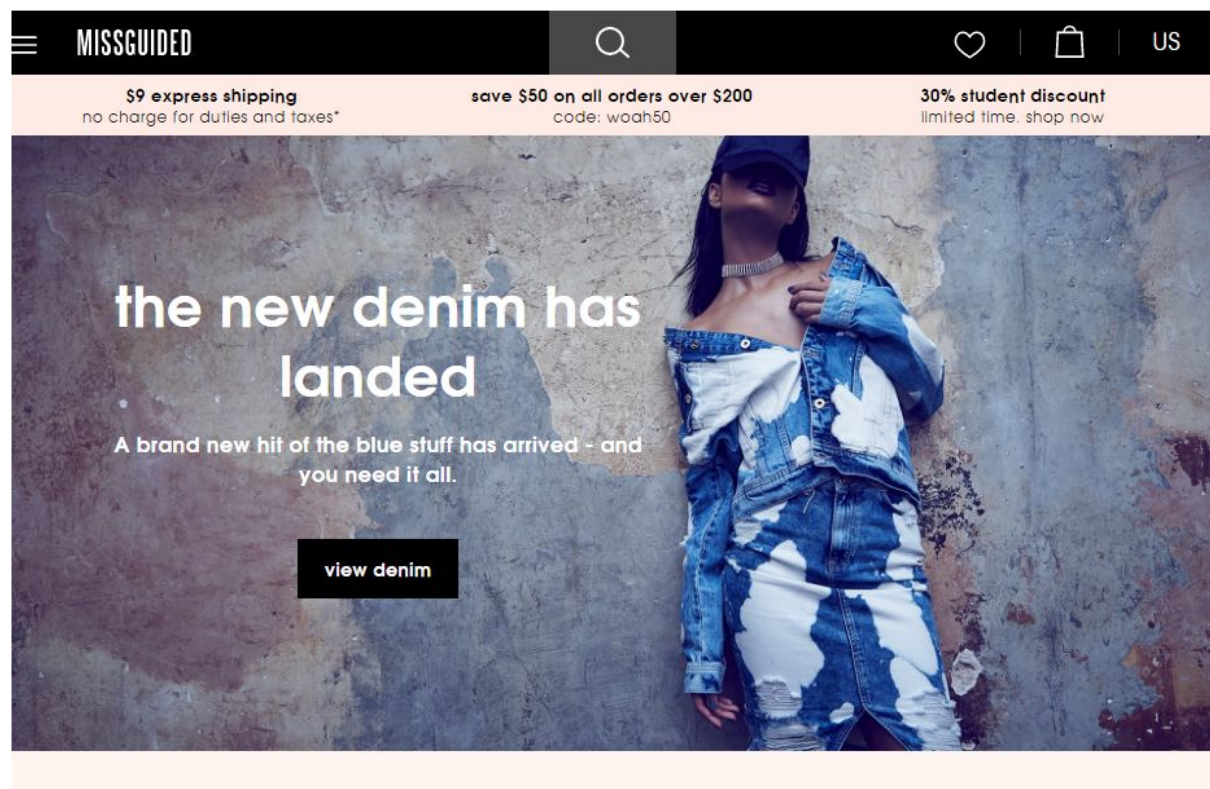 MISSGUIDED
US
$9 express shipping
no charge for duties and taxes*
save $50 on all orders over $200
code: woah50
30% student discount
limited time. shop now
the new denim has
landed
A brand new hit of the blue stuff has arrived - and
you need it all.
view denim